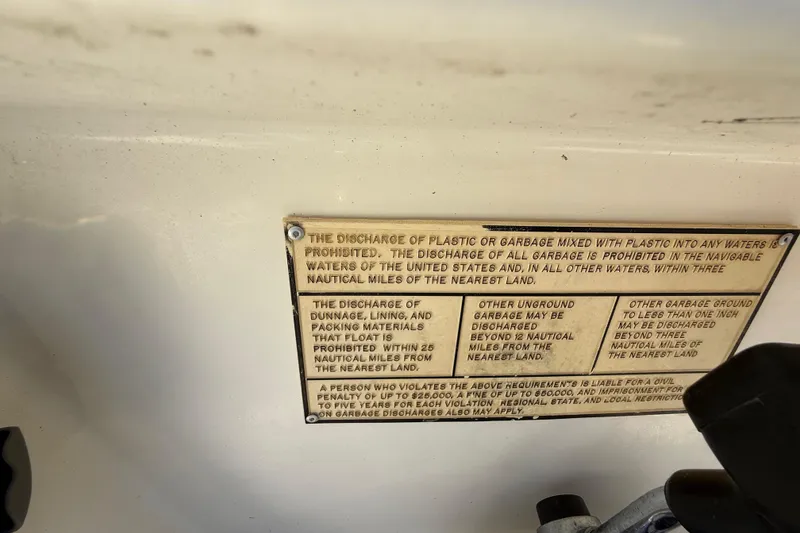 THE DISCHARGE OF PLASTIC OR GARBAGE MIXED WITH PLASTIC INTO ANY WATERS IS
PROHIBITED. THE DISCHARGE OF ALL GARBAGE IS PROHIBITED IN THE NAVIGABLE
WATERS OF THE UNITED STATES AND, IN ALL OTHER WATERS, WITHIN THREE
NAUTICAL MILES OF THE NEAREST LAND.
THE DISCHARGE OF
DUNNAGE, LINING, AND
PACKING MATERIALS
THAT FLOAT IS
PROHIBITED WITHIN 25
NAUTICAL MILES FROM
THE NEAREST LAND.
OTHER UNGROUND
GARBAGE MAY BE
DISCHARGED
BEYOND 12 NAUTICAL
MILES FROM THE
NEAREST LAND.
OTHER GARBAGE GROUND
TO LESS THAN ONE INCH
MAY BE DISCHARGED
BEYOND THREE
NAUTICAL MILES OF
THE NEAREST LAND
A PERSON WHO VIOLATES THE ABOVE REQUIREMENTS IS LIABLE FOR A CIVIL
PENALTY OF UP TO $25,000, A FINE OF UP TO $50,000, AND IMPRISONMENT FOR
TO FIVE YEARS FOR EACH VIOLATION. REGIONAL, STATE, AND LOCAL RESTRICTIO
ON GARBAGE DISCHARGES ALSO MAY APPLY.